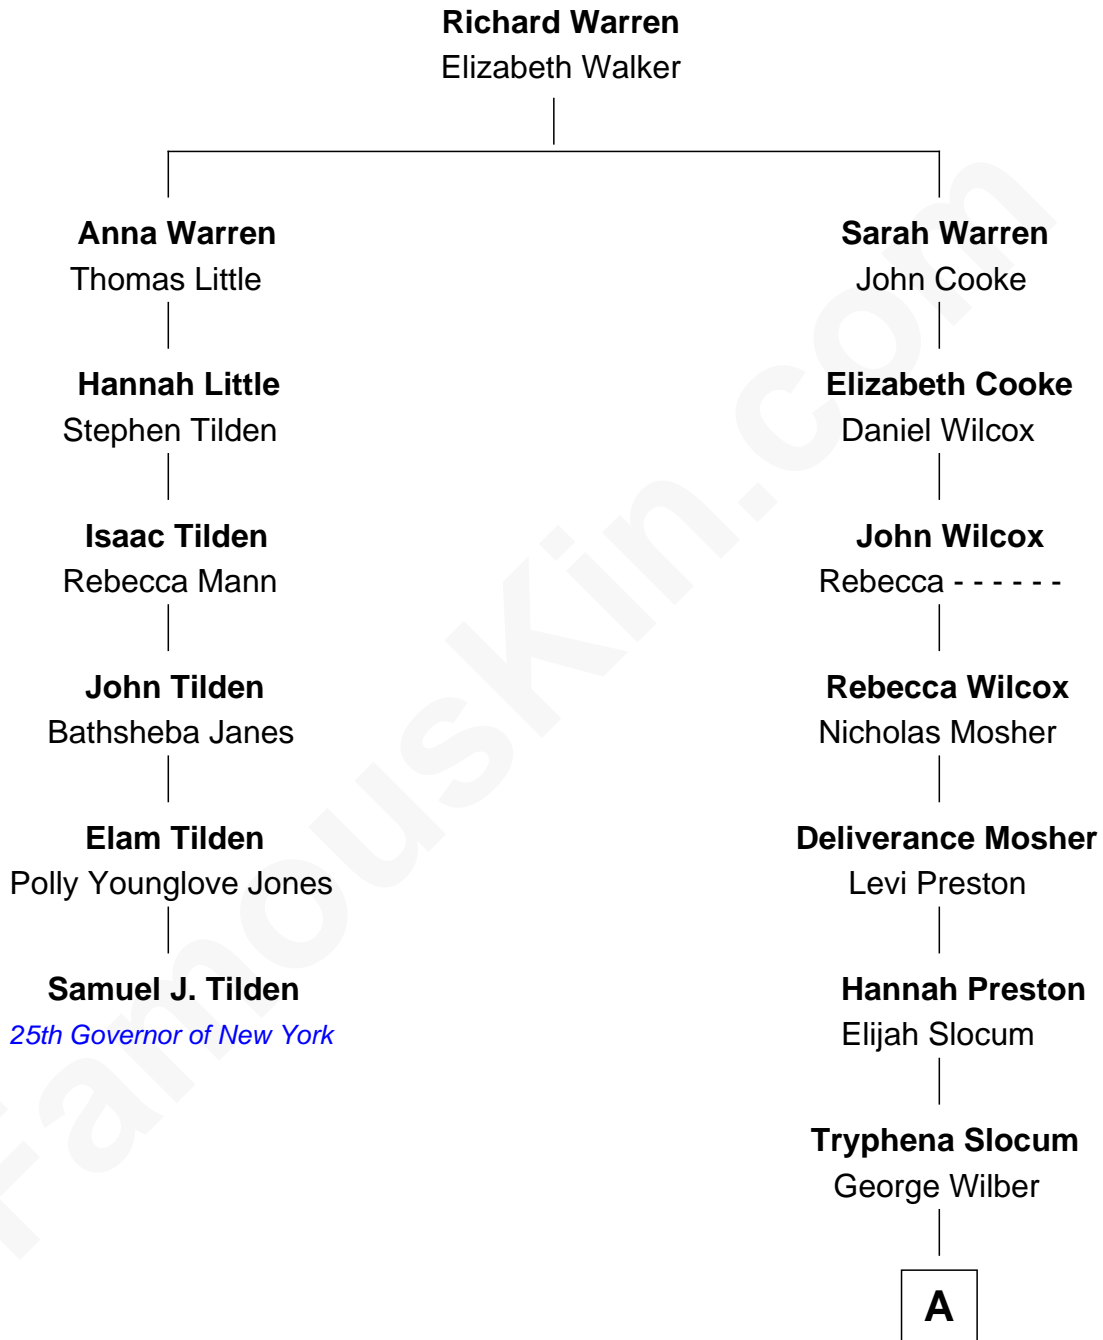 Richard Warren
Elizabeth Walker
Anna Warren
Thomas Little
Hannah Little
Stephen Tilden
Isaac Tilden
Rebecca Mann
John Tilden
Bathsheba Janes
Elam Tilden
Polly Younglove Jones
Samuel J. Tilden
25th Governor of New York
Sarah Warren
John Cooke
Elizabeth Cooke
Daniel Wilcox
John Wilcox
Rebecca - - - - - -
Rebecca Wilcox
Nicholas Mosher
Deliverance Mosher
Levi Preston
Hannah Preston
Elijah Slocum
Tryphena Slocum
George Wilber
A
FamousKin.com